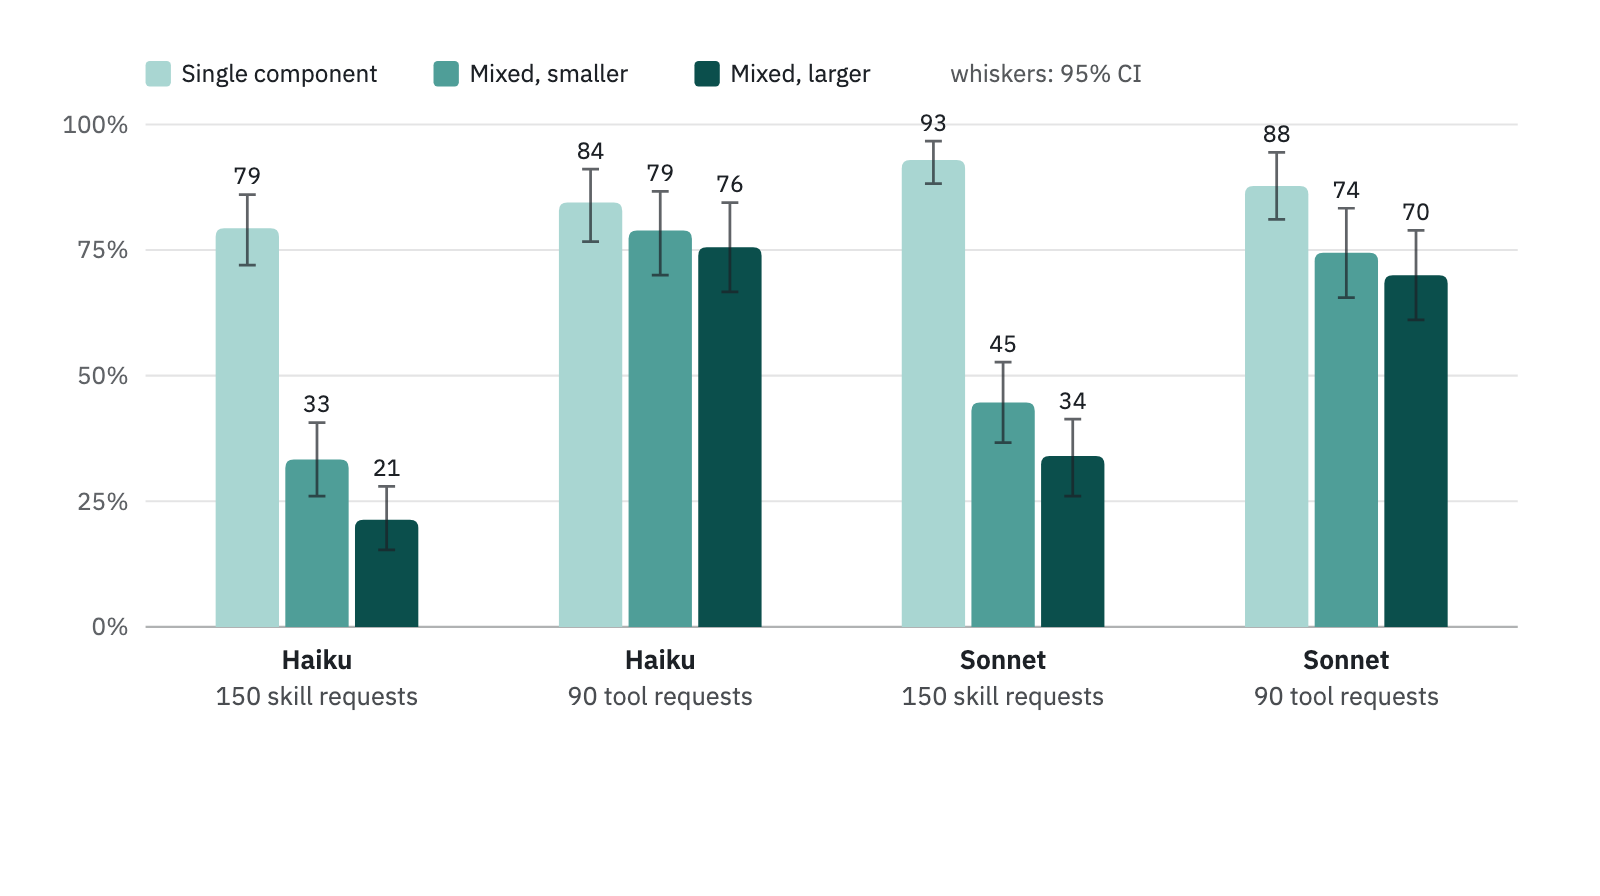 Single component Mixed, smaller Mixed, larger whiskers: 95% CI
100%
75%
50%
25%
0%
79 33 21
84 79 76
93 45 34
88 74 70
Haiku Haiku Sonnet Sonnet
150 skill requests 90 tool requests 150 skill requests 90 tool requests